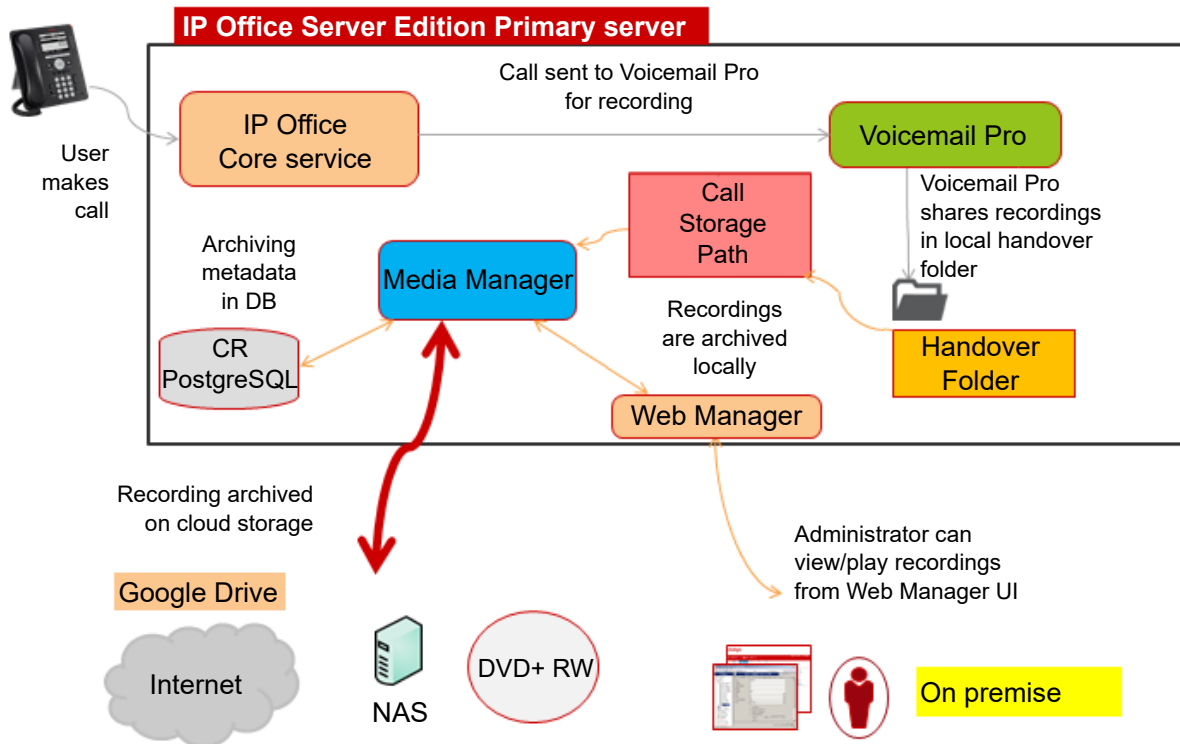 IP Office Server Edition Primary server
Call sent to Voicemail Pro
for recording
IP Office
Core service
Voicemail Pro
User
makes
call
Call
Storage
Path
Voicemail Pro
shares recordings
in local handover
folder
Archiving
metadata
in DB
Media Manager
Recordings
are archived
locally
CR
PostgreSQL
Handover
Folder
Web Manager
Recording archived
on cloud storage
Administrator can
view/play recordings
from Web Manager UI
Google Drive
Internet
NAS
DVD+ RW
On premise